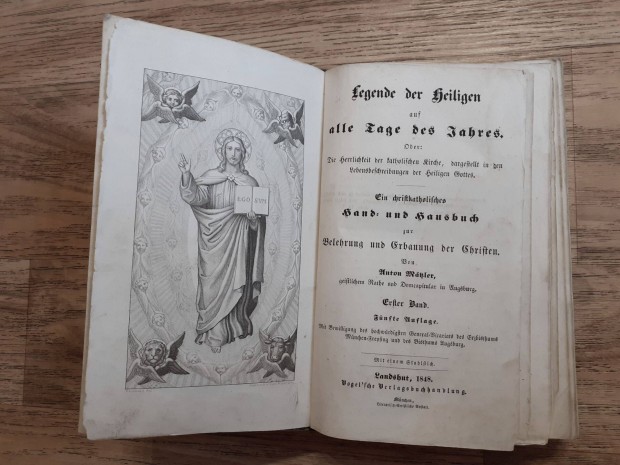 EGO SUM
Legende der Heiligen
auf
alle Tage des Jahres.
Oder:
Die Herrlichkeit der katholischen Kirche, dargestellt in den
Lebensbeschreibungen der Heiligen Gottes.
Ein christkatholisches
Hand- und Hausbuch
zur
Belehrung und Erbauung der Christen.
Von
Anton Mätzler,
geistlichem Rathe und Domcapitular in Augsburg.
Erster Band.
Fünfte Auflage.
Mit Bewilligung des hochwürdigsten General-Vicariats des Erzbisthums
München-Freysing und des Bisthums Augsburg.
Mit einem Stahlstich.
Landshut, 1848.
Vogel'sche Verlagsbuchhandlung.
München,